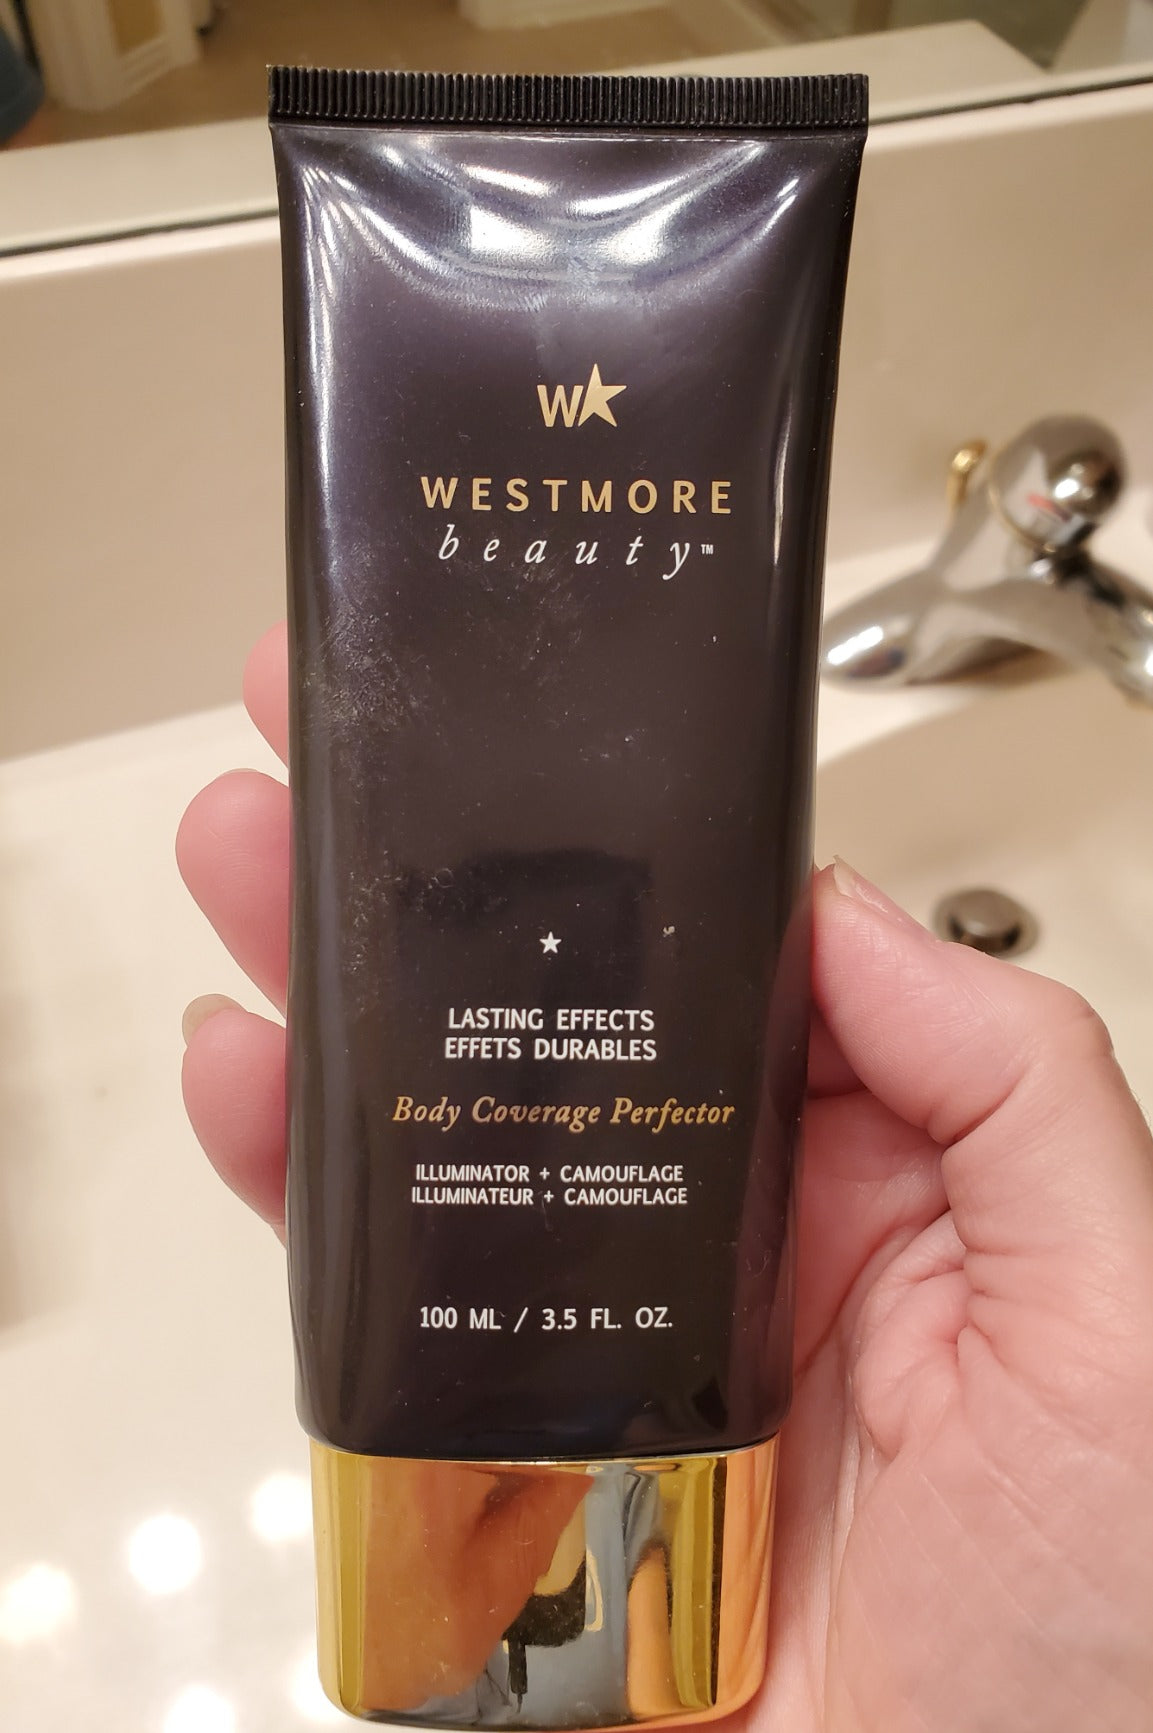 W
WESTMORE
beauty™
LASTING EFFECTS
EFFETS DURABLES
Body Coverage Perfector
ILLUMINATOR + CAMOUFLAGE
ILLUMINATEUR + CAMOUFLAGE
100 ML / 3.5 FL. OZ.